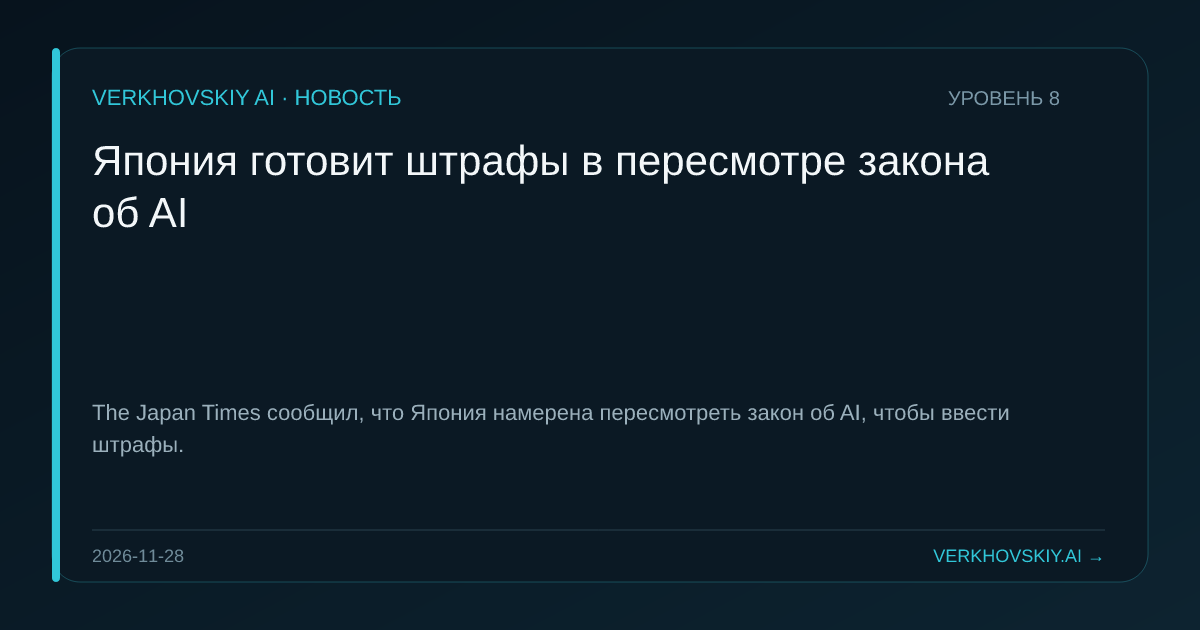 VERKHOVSKIY AI · НОВОСТЬ
УРОВЕНЬ 8
Япония готовит штрафы в пересмотре закона
об AI
The Japan Times сообщил, что Япония намерена пересмотреть закон об AI, чтобы ввести
штрафы.
2026-11-28
VERKHOVSKIY.AI →